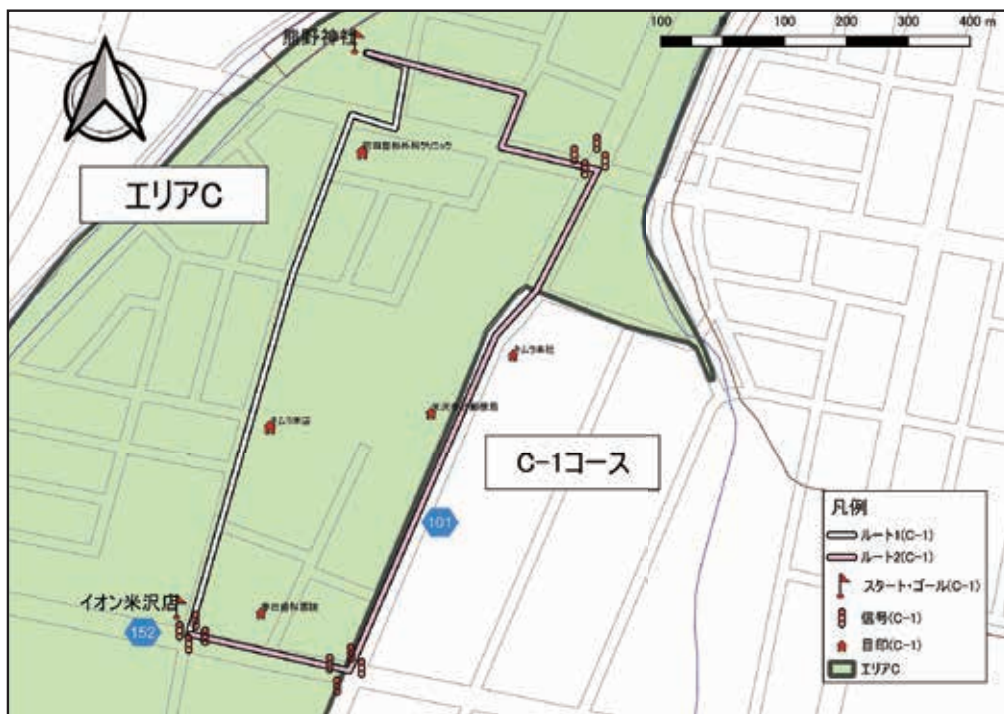 熊野神社
100 0 100 200 300 400 m
エリアC
C-1コース
101
イオン米沢店
152
凡例
ルート1(C-1)
ルート2(C-1)
スタート・ゴール(C-1)
信号(C-1)
目印(C-1)
エリアC